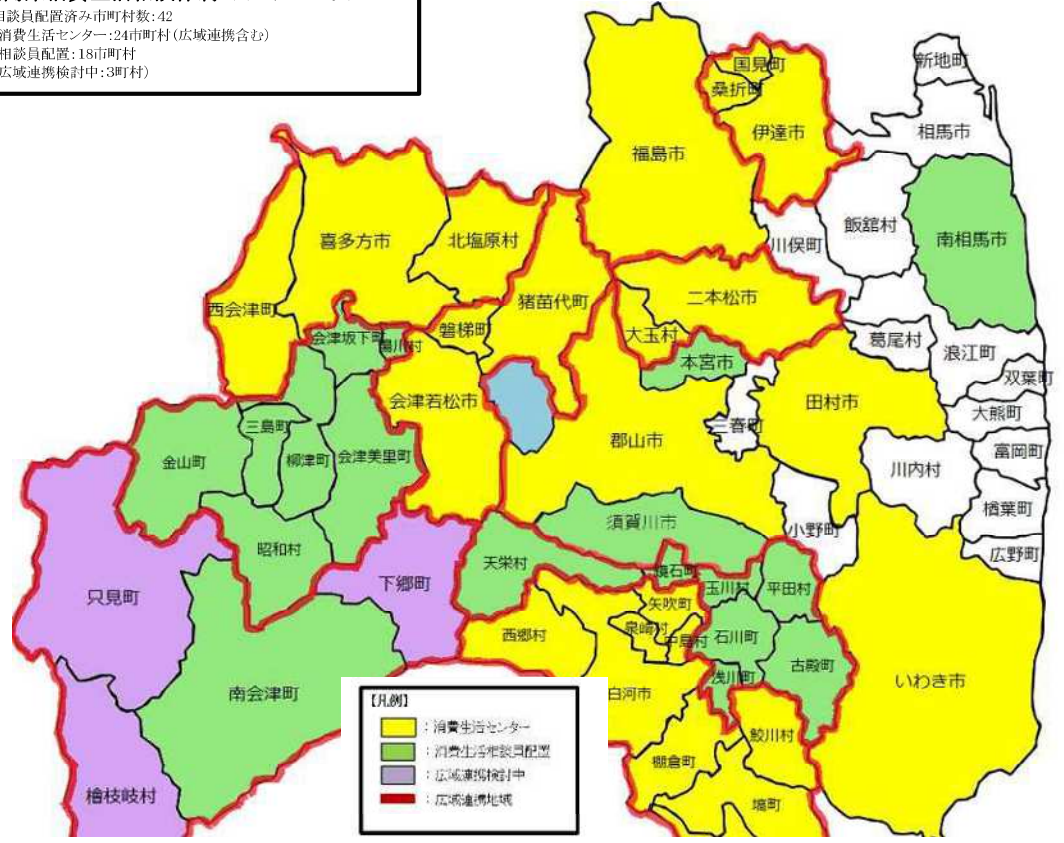 相談員配置済み市町村数:42
消費生活センター:24市町村(広域連携含む)
相談員配置:18市町村
広域連携検討中:3町村)
新地町
国見町
桑折町
相馬市
伊達市
福島市
飯舘村
南相馬市
川俣町
喜多方市
北塩原村
猪苗代町
二本松市
西会津町
磐梯町
大玉村
会津坂下町
湯川村
葛尾村
浪江町
本宮市
双葉町
会津若松市
田村市
大熊町
三島町
三春町
郡山市
富岡町
金山町
柳津町
会津美里町
川内村
楢葉町
須賀川市
小野町
昭和村
広野町
天栄村
鏡石町
下郷町
玉川村
平田村
只見町
矢吹町
泉崎村
西郷村
中島村
石川町
古殿町
浅川町
いわき市
南会津町
白河市
鮫川村
棚倉町
檜枝岐村
塙町
【凡例】
:消費生活センター
:消費生活相談員配置
:広域連携検討中
:広域連携地域